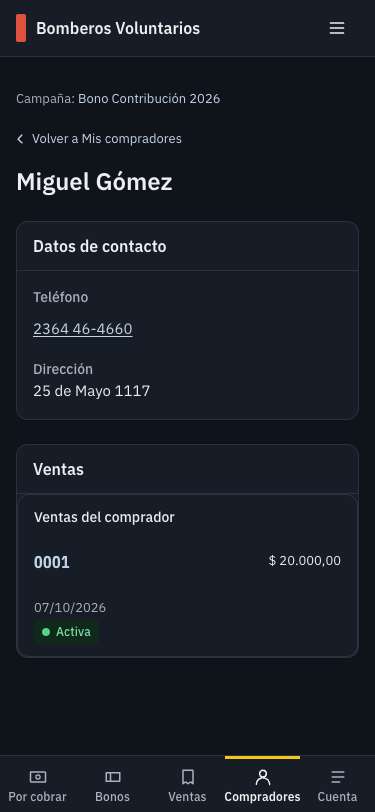 Bomberos Voluntarios
Campaña: Bono Contribución 2026
Volver a Mis compradores
Miguel Gómez
Datos de contacto
Teléfono
2364 46-4660
Dirección
25 de Mayo 1117
Ventas
Ventas del comprador
0001 $ 20.000,00
07/10/2026
Activa
Por cobrar Bonos Ventas Compradores Cuenta